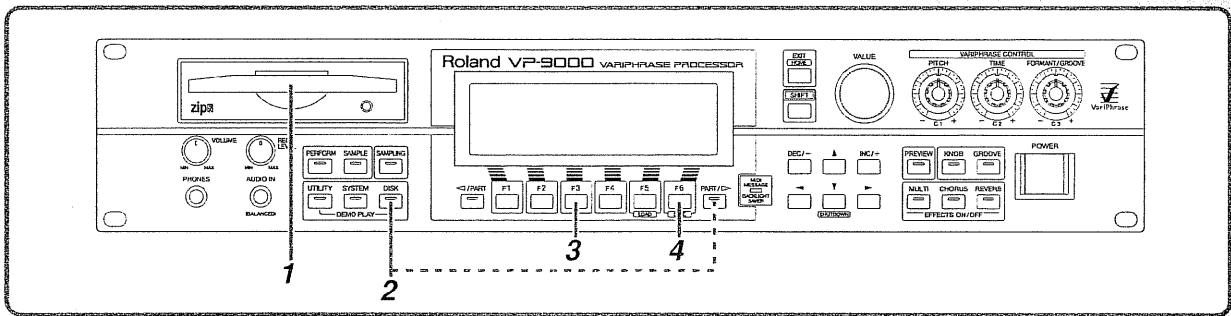 Roland VP-9000 VARIPHRASE PROCESSOR
EXIT
HOME
SHIFT
VALUE
VARIPHRASE CONTROL
PITCH TIME FORMANT/GROOVE
- C1 + - C2 + - C3 +
VariPhrase
zip
VOLUME
MIN MAX MIN MAX
PHONES AUDIO IN
BALANCED
PERFORM SAMPLE SAMPLING
UTILITY SYSTEM DISK
DEMO PLAY
◁/PART F1 F2 F3 F4 F5 F6 PART/▷
LOAD
MIDI
MESSAGE
BACKLIGHT
SAVER
DEC/- ▲ INC/+
◄ ▼ ►
SHUTDOWN
PREVIEW KNOB GROOVE
MULTI CHORUS REVERB
EFFECTS ON/OFF
POWER
1
2
3
4